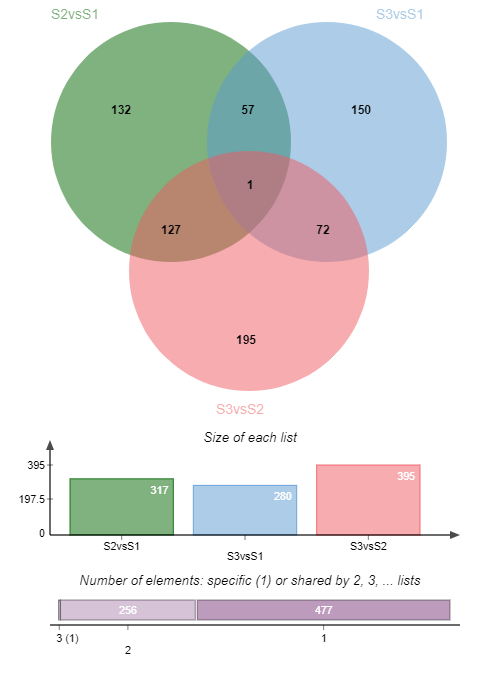 S2vsS1
S3vsS1
132
57
150
1
127
72
195
S3vsS2
Size of each list
395
197.5
0
317
280
395
S2vsS1
S3vsS1
S3vsS2
Number of elements: specific (1) or shared by 2, 3, ... lists
256
477
3 (1)
2
1